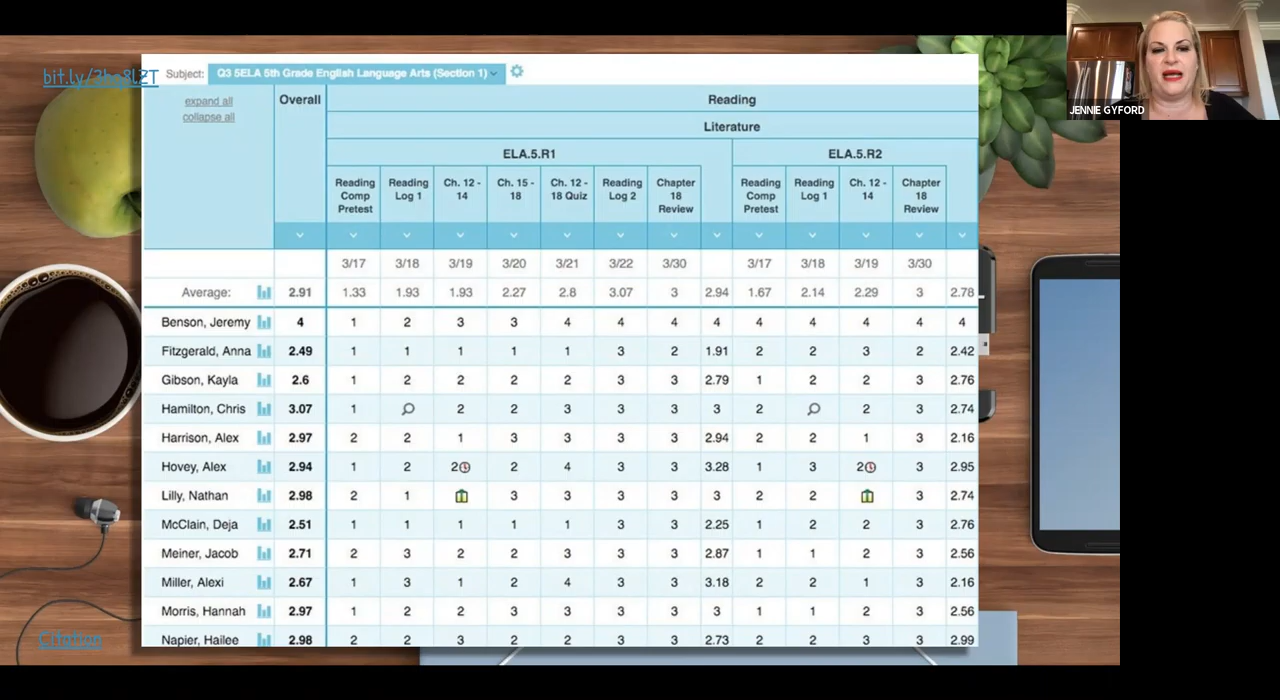 bit.ly/2hg8lZT
Subject: Q3 5ELA 5th Grade English Language Arts (Section 1)
JENNIE GYFORD
expand all
collapse all
Overall
Reading
Literature
ELA.5.R1 ELA.5.R2
Reading Comp Pretest Reading Log 1 Ch. 12 - 14 Ch. 15 - 18 Ch. 12 - 18 Quiz Reading Log 2 Chapter 18 Review Reading Comp Pretest Reading Log 1 Ch. 12 - 14 Chapter 18 Review
3/17 3/18 3/19 3/20 3/21 3/22 3/30 3/17 3/18 3/19 3/30
Average: 2.91 1.33 1.93 1.93 2.27 2.8 3.07 3 2.94 1.67 2.14 2.29 3 2.78
Benson, Jeremy 4 1 2 3 3 4 4 4 4 4 4 4 4 4
Fitzgerald, Anna 2.49 1 1 1 1 1 3 2 1.91 2 2 3 2 2.42
Gibson, Kayla 2.6 1 2 2 2 2 3 3 2.79 1 2 2 3 2.76
Hamilton, Chris 3.07 1 2 2 3 3 3 3 2 2 3 2.74
Harrison, Alex 2.97 2 2 1 3 3 3 3 2.94 2 2 1 3 2.16
Hovey, Alex 2.94 1 2 2 2 4 3 3 3.28 1 3 2 3 2.95
Lilly, Nathan 2.98 2 1 3 3 3 3 3 2 2 3 2.74
McClain, Deja 2.51 1 1 1 1 1 3 3 2.25 1 2 2 3 2.76
Meiner, Jacob 2.71 2 3 2 2 3 3 3 2.87 1 1 2 3 2.56
Miller, Alexi 2.67 1 3 1 2 4 3 3 3.18 2 2 1 3 2.16
Morris, Hannah 2.97 1 2 2 3 3 3 3 3 1 1 2 3 2.56
Napier, Hailee 2.98 2 2 3 2 2 3 3 2.73 2 2 3 3 2.99
Citation